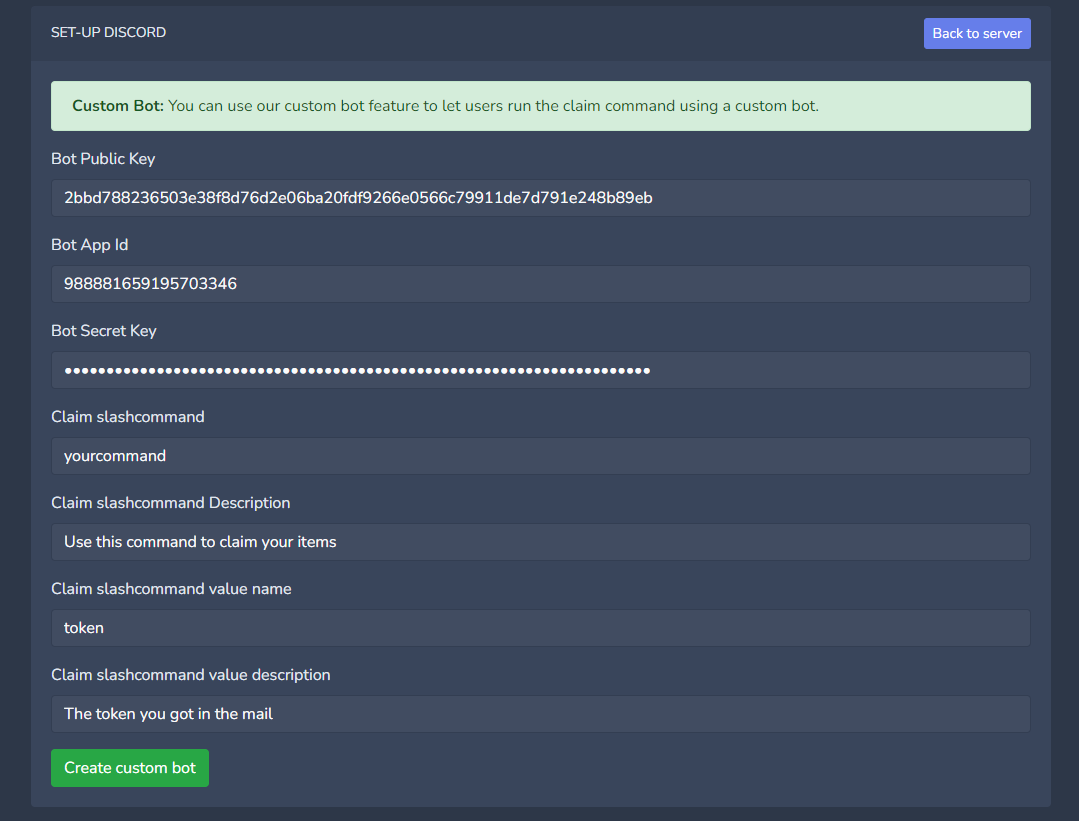 SET-UP DISCORD
Back to server
Custom Bot: You can use our custom bot feature to let users run the claim command using a custom bot.
Bot Public Key
2bbd788236503e38f8d76d2e06ba20fdf9266e0566c79911de7d791e248b89eb
Bot App Id
988881659195703346
Bot Secret Key
Claim slashcommand
yourcommand
Claim slashcommand Description
Use this command to claim your items
Claim slashcommand value name
token
Claim slashcommand value description
The token you got in the mail
Create custom bot